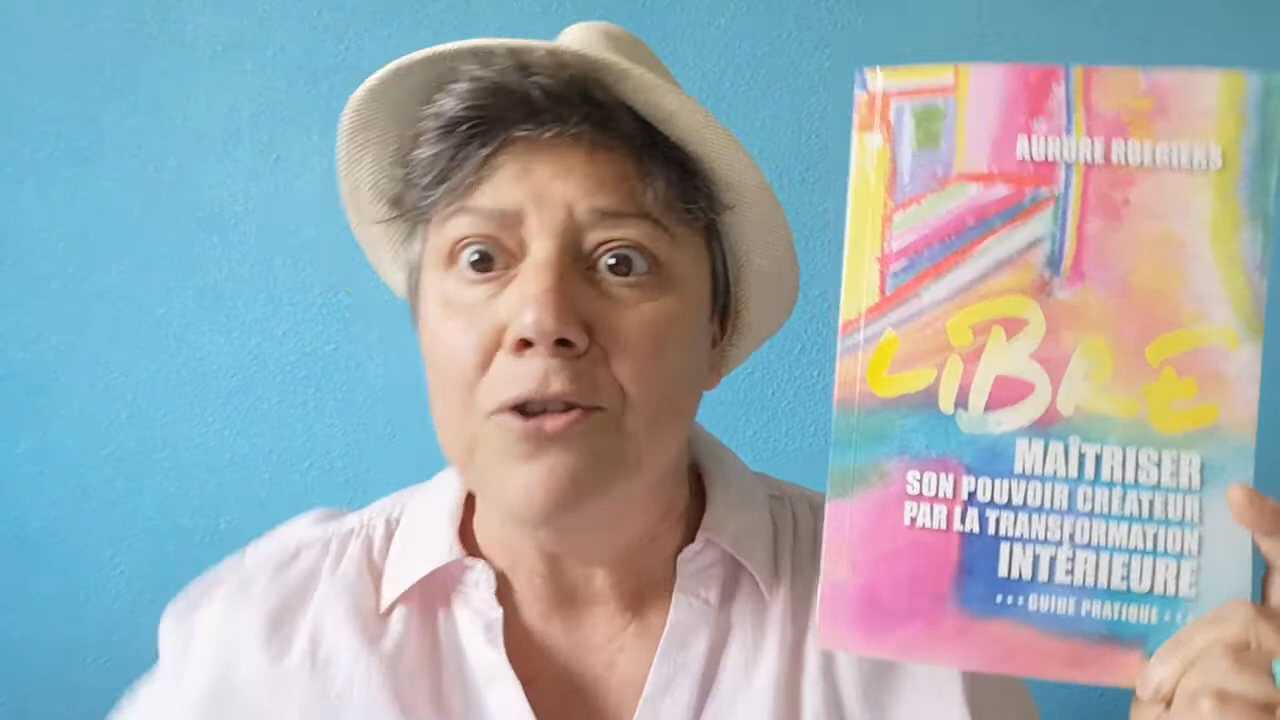 AURORE ROEGIERS
LIBRE
MAÎTRISER
SON POUVOIR CRÉATEUR
PAR LA TRANSFORMATION
INTÉRIEURE
GUIDE PRATIQUE